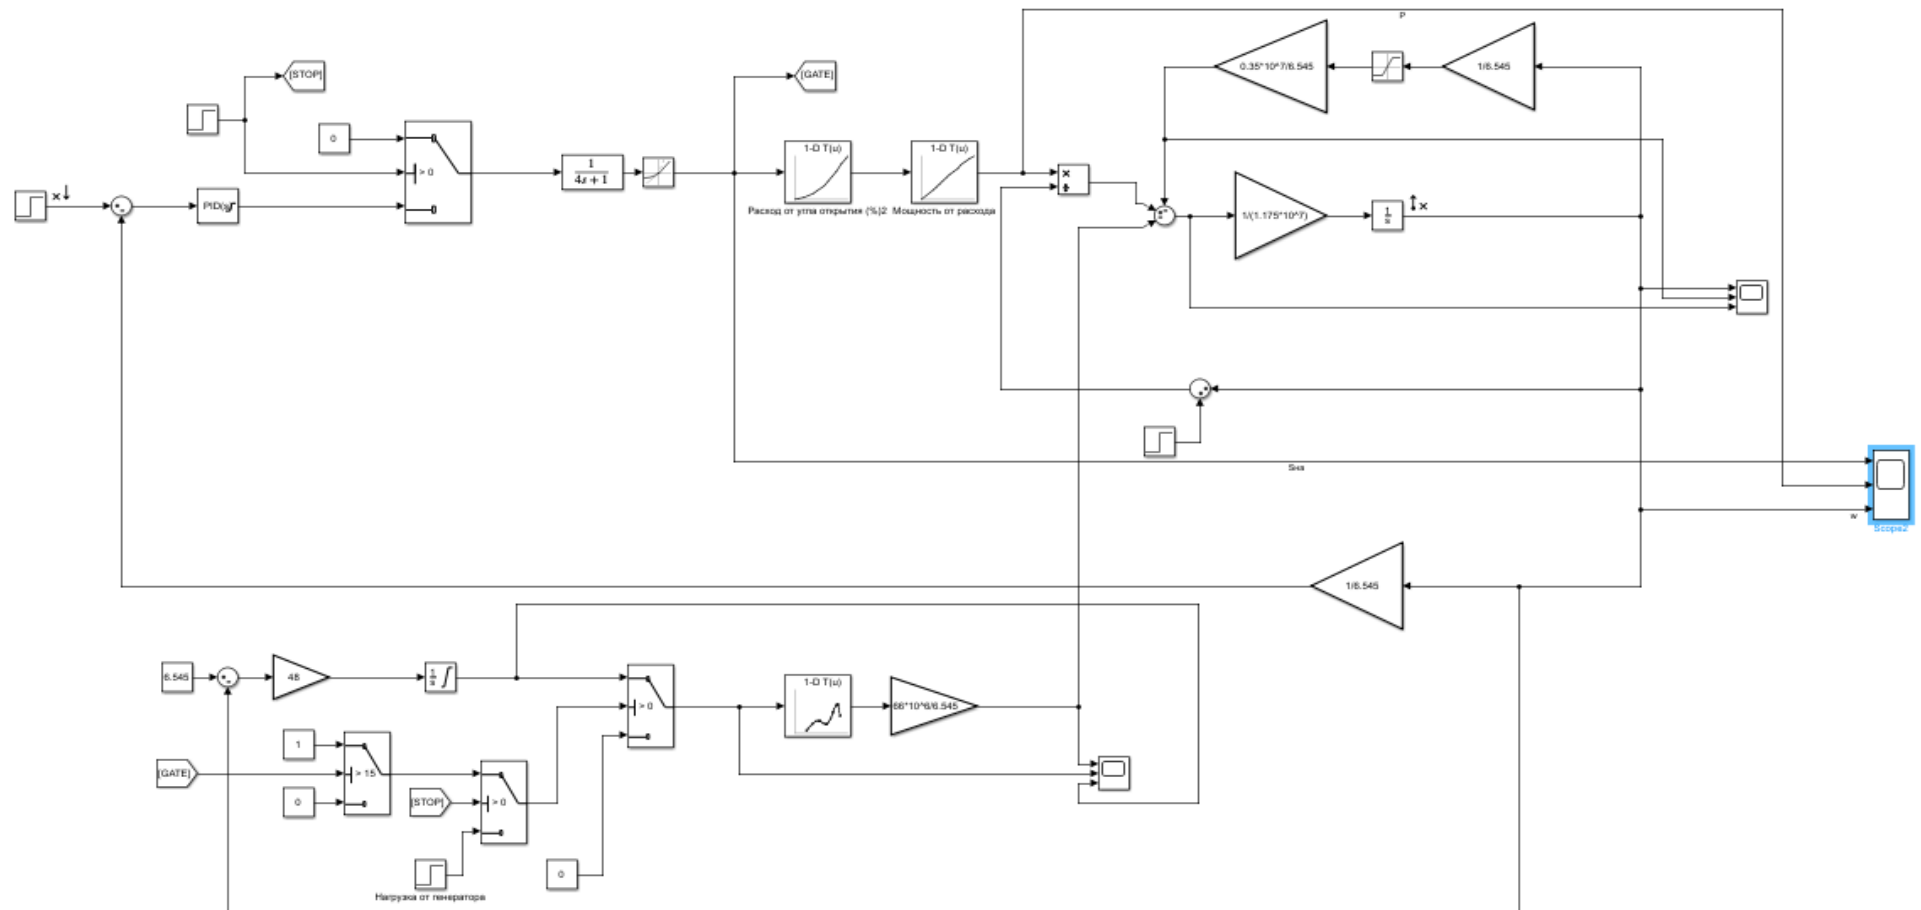 P
[STOP]
[GATE]
0.35*10^7/6.545
1/6.545
0
> 0
1
4s + 1
1-D T(u)
1-D T(u)
×
÷
Расход от угла открытия (%)2
Мощность от расхода
PID(s)
1/(1.175*10^7)
1
s
Sна
w
Scope2
1/6.545
6.545
48
1
s
> 0
1-D T(u)
66*10^6/6.545
1
> 15
[GATE]
0
[STOP]
> 0
0
Нагрузка от генератора